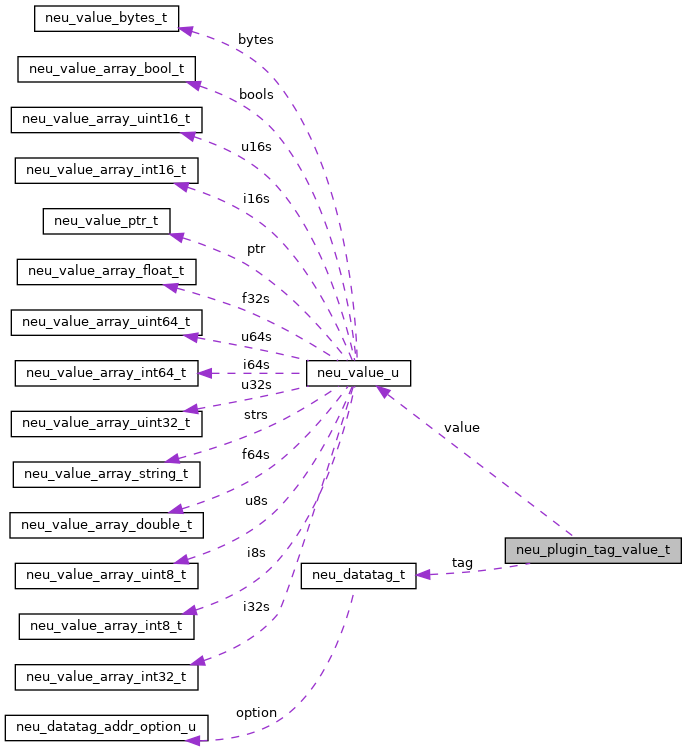 neu_value_bytes_t
bytes
neu_value_array_bool_t
bools
neu_value_array_uint16_t
u16s
neu_value_array_int16_t
i16s
neu_value_ptr_t
ptr
neu_value_array_float_t
f32s
neu_value_array_uint64_t
u64s
neu_value_array_int64_t
i64s
neu_value_u
u32s
neu_value_array_uint32_t
strs
value
neu_value_array_string_t
f64s
neu_value_array_double_t
u8s
neu_plugin_tag_value_t
i8s
tag
neu_value_array_uint8_t
neu_datatag_t
i32s
neu_value_array_int8_t
neu_value_array_int32_t
option
neu_datatag_addr_option_u